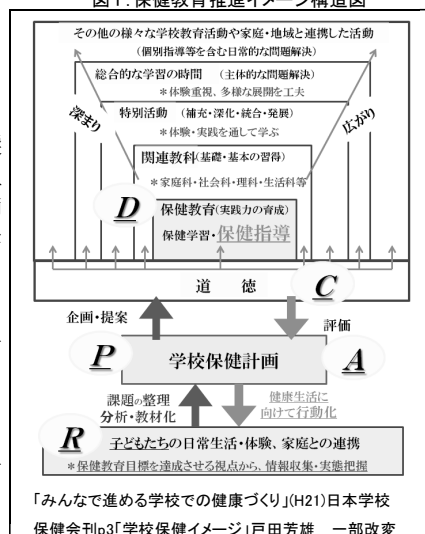 図1:保健教育推進イメージ構造図
その他の様々な学校教育活動や家庭・地域と連携した活動
(個別指導等を含む日常的な問題解決)
総合的な学習の時間 (主体的な問題解決)
*体験重視、多様な展開を工夫
特別活動 (補充・深化・統合・発展)
*体験・実践を通して学ぶ
深まり
広がり
関連教科(基礎・基本の習得)
*家庭科・社会科・理科・生活科等
D
保健教育(実践力の育成)
保健学習・保健指導
道 徳
C
企画・提案
評価
P
学校保健計画
A
課題の整理
分析・教材化
健康生活に
向けて行動化
R
子どもたちの日常生活・体験、家庭との連携
*保健教育目標を達成させる視点から、情報収集・実態把握
「みんなで進める学校での健康づくり」(H21)日本学校
保健会刊p3「学校保健イメージ」戸田芳雄 一部改変